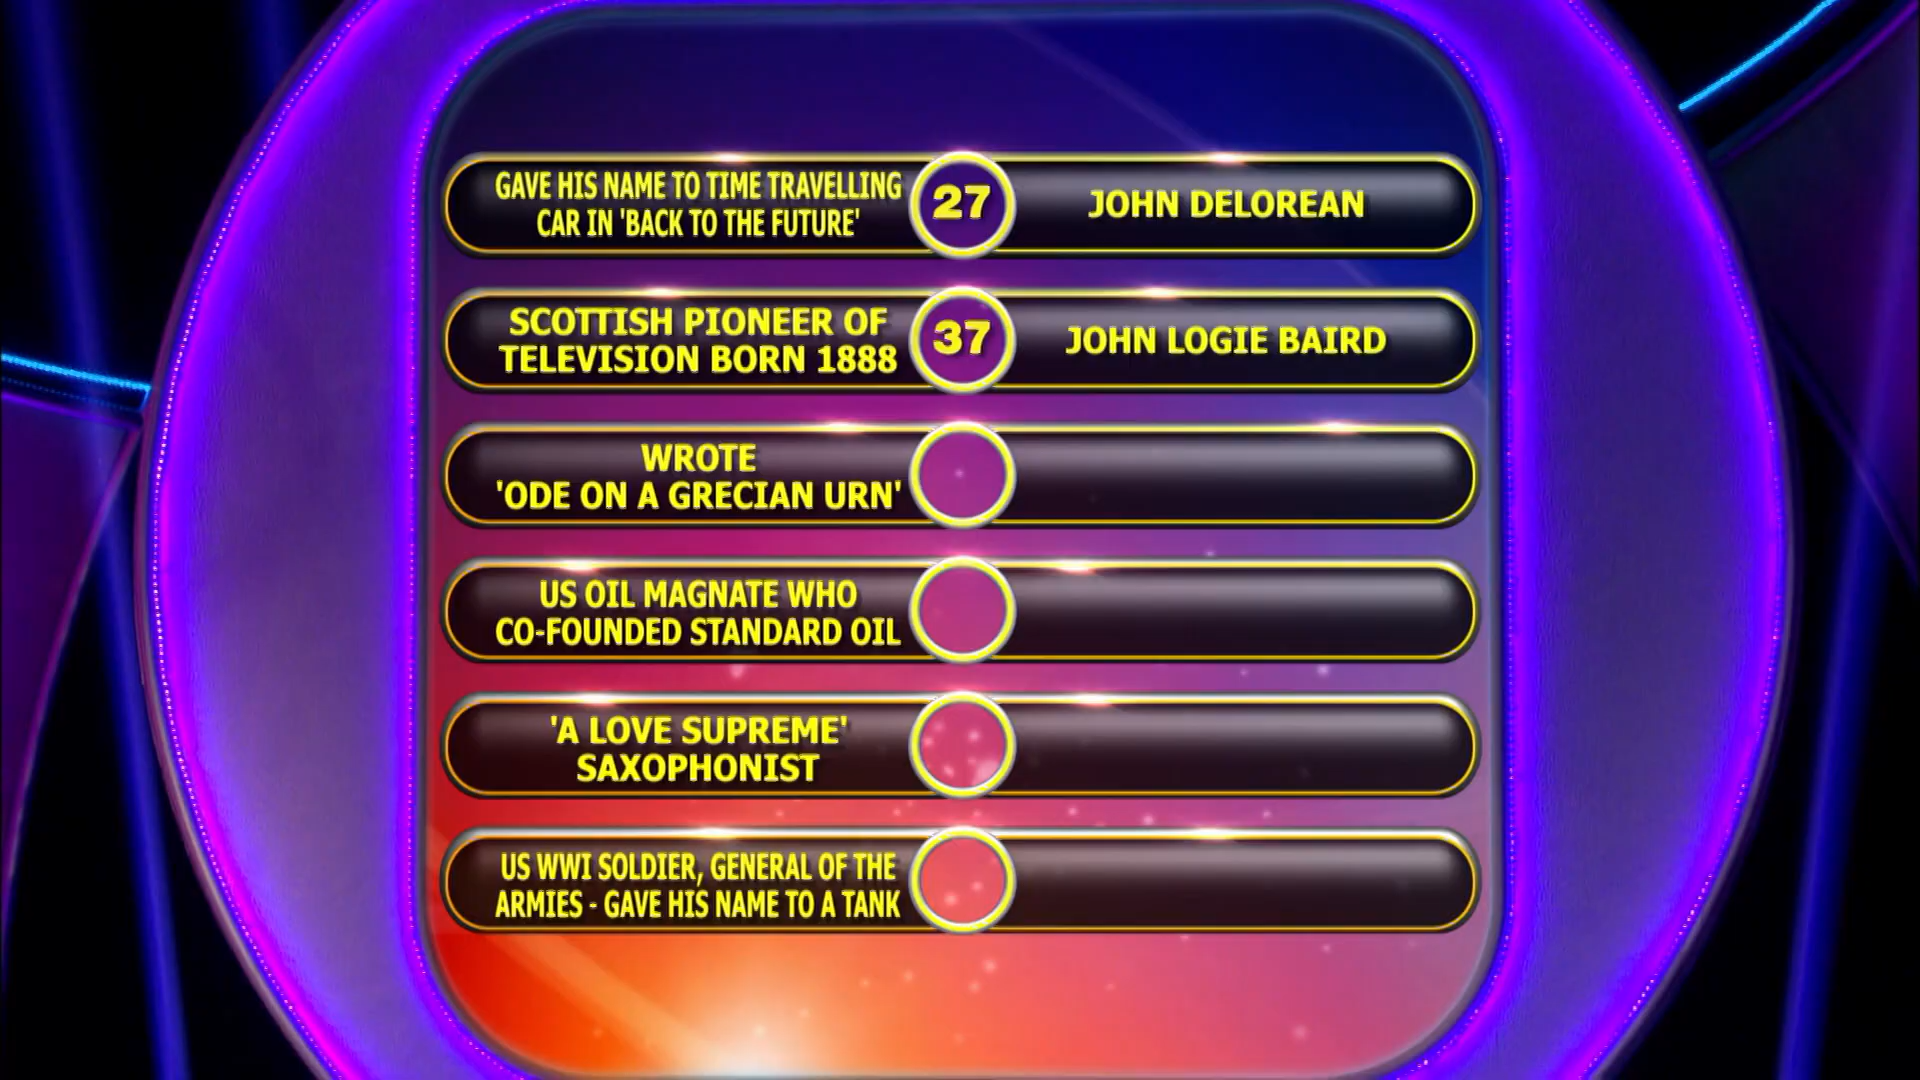 GAVE HIS NAME TO TIME TRAVELLING
CAR IN 'BACK TO THE FUTURE'
27
JOHN DELOREAN
SCOTTISH PIONEER OF
TELEVISION BORN 1888
37
JOHN LOGIE BAIRD
WROTE
'ODE ON A GRECIAN URN'
US OIL MAGNATE WHO
CO-FOUNDED STANDARD OIL
'A LOVE SUPREME'
SAXOPHONIST
US WWI SOLDIER, GENERAL OF THE
ARMIES - GAVE HIS NAME TO A TANK